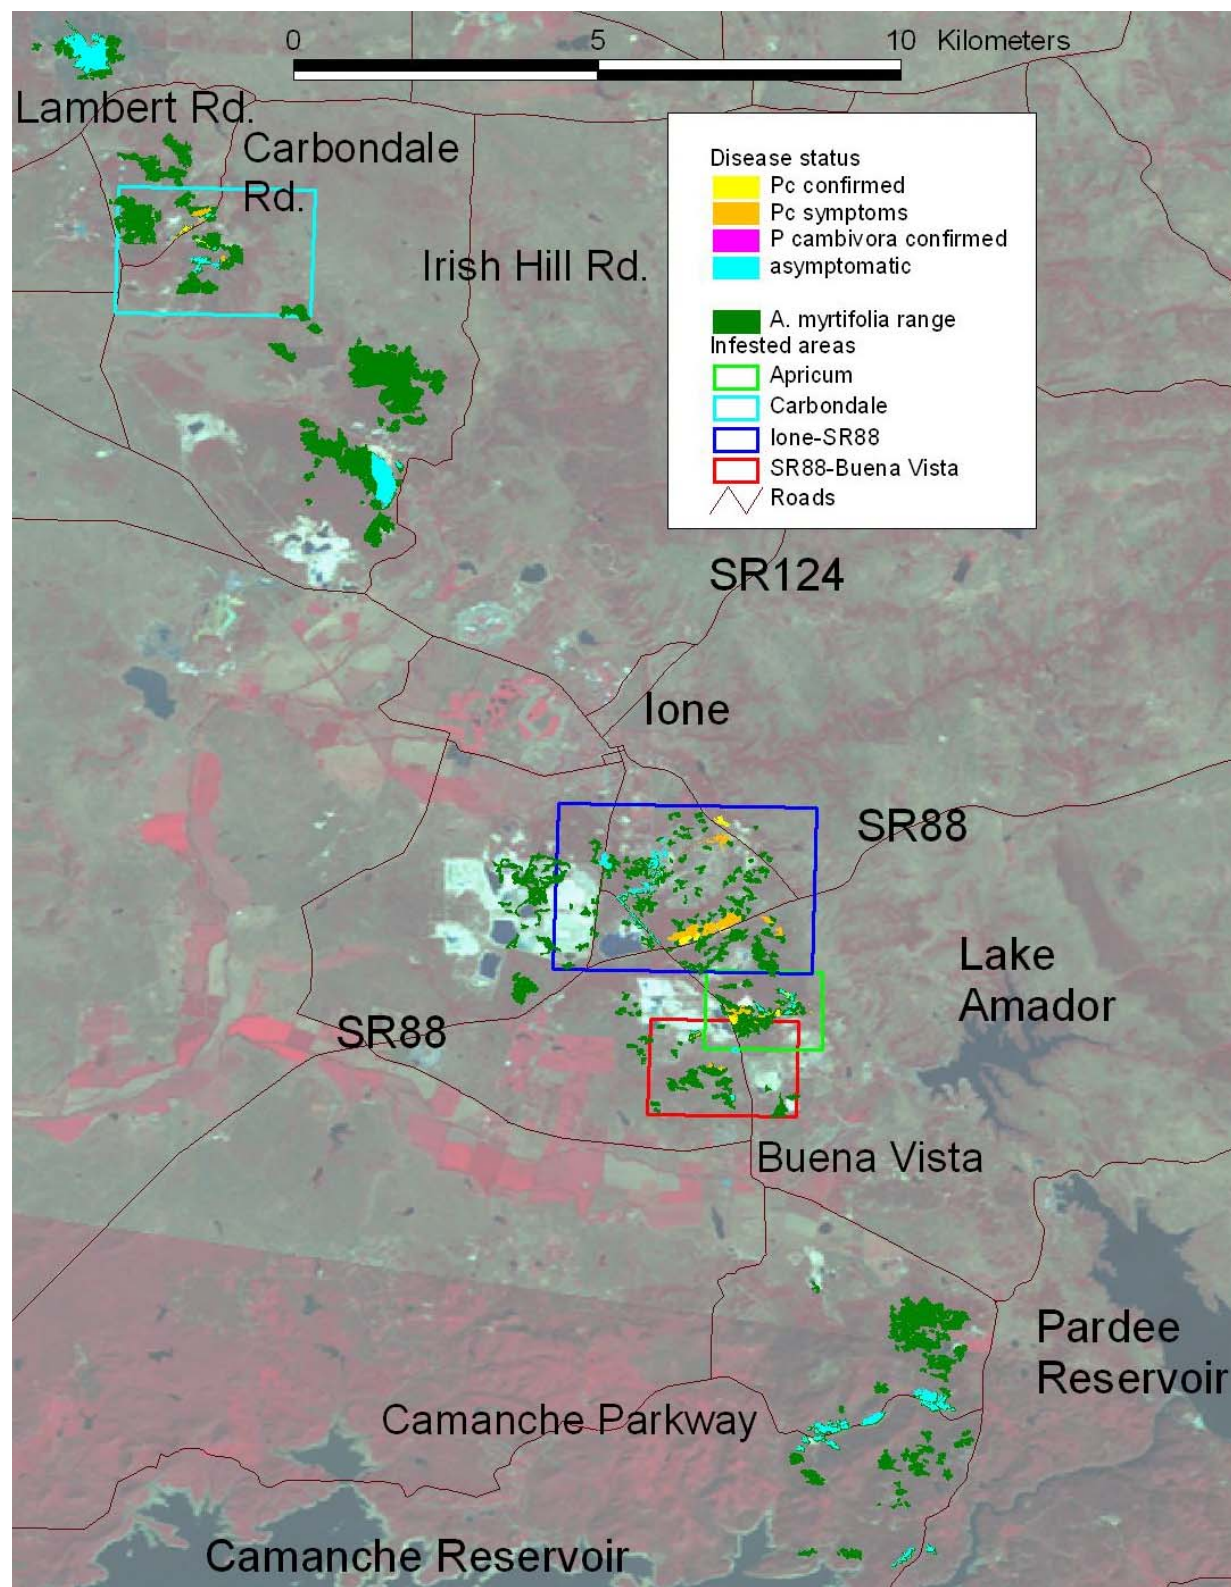 0 5 10 Kilometers
Lambert Rd.
Carbondale
Rd.
Disease status
Pc confirmed
Pc symptoms
P cambivora confirmed
asymptomatic
A. myrtifolia range
Infested areas
Apricum
Carbondale
Ione-SR88
SR88-Buena Vista
Roads
Irish Hill Rd.
SR124
Ione
SR88
Lake
Amador
SR88
Buena Vista
Pardee
Reservoir
Camanche Parkway
Camanche Reservoir